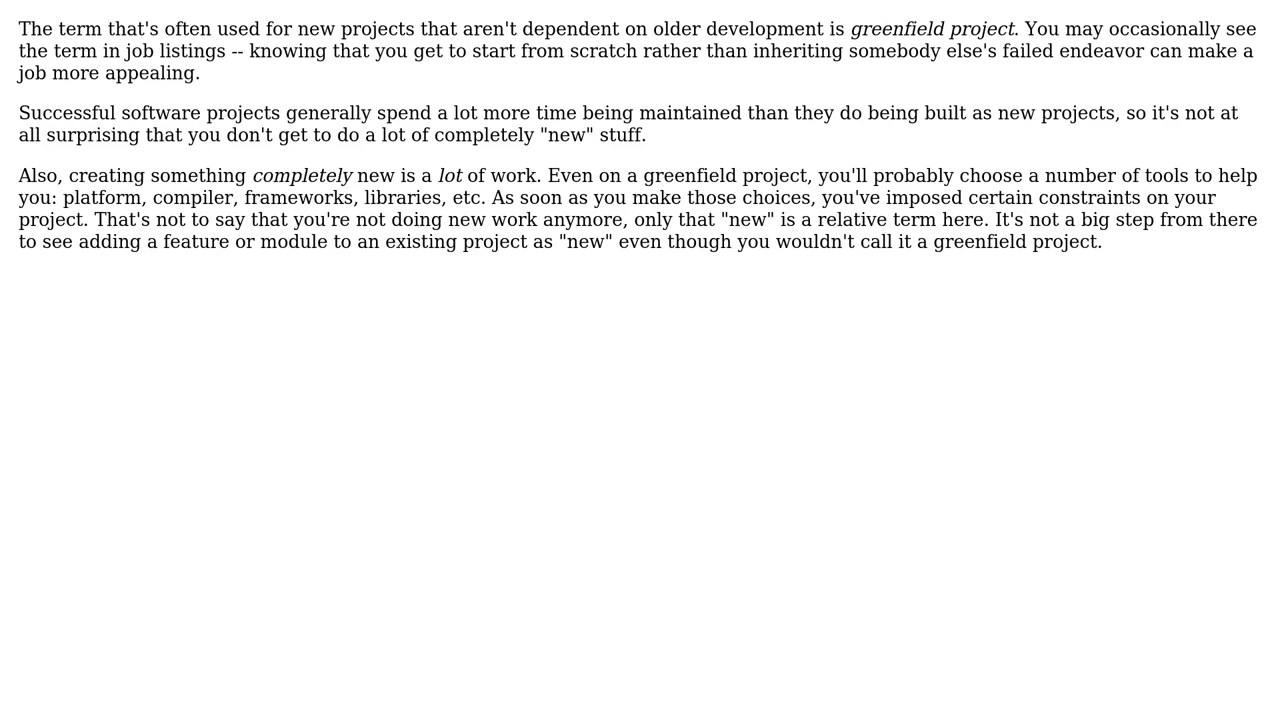 The term that's often used for new projects that aren't dependent on older development is greenfield project. You may occasionally see
the term in job listings -- knowing that you get to start from scratch rather than inheriting somebody else's failed endeavor can make a
job more appealing.
Successful software projects generally spend a lot more time being maintained than they do being built as new projects, so it's not at
all surprising that you don't get to do a lot of completely "new" stuff.
Also, creating something completely new is a lot of work. Even on a greenfield project, you'll probably choose a number of tools to help
you: platform, compiler, frameworks, libraries, etc. As soon as you make those choices, you've imposed certain constraints on your
project. That's not to say that you're not doing new work anymore, only that "new" is a relative term here. It's not a big step from there
to see adding a feature or module to an existing project as "new" even though you wouldn't call it a greenfield project.